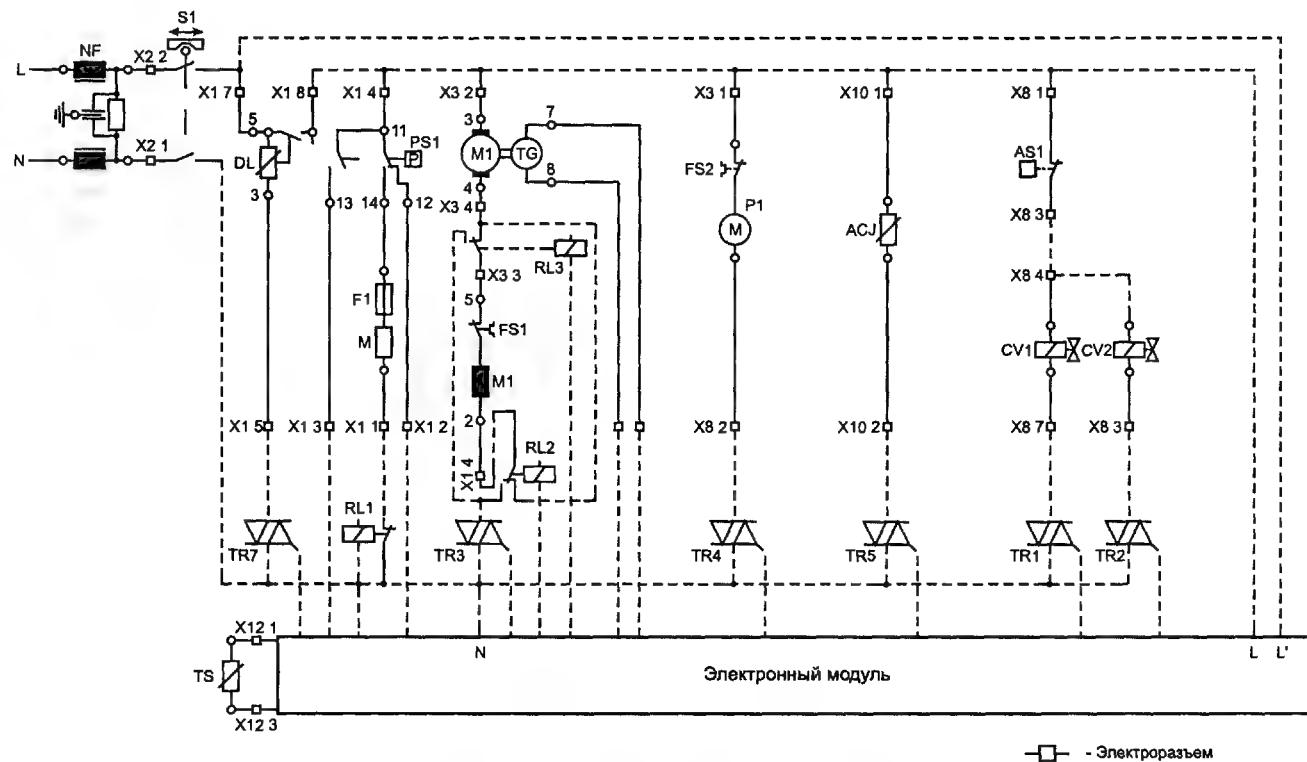 S1
NF
L
X2 2
X1 7
X1 8
X1 4
X3 2
X3 1
X10 1
X8 1
N
X2 1
5
DL
3
11
PS1
P
13
14
12
3
M1
TG
7
8
4
X3 4
RL3
X3 3
5
FS1
M1
2
X1 4
RL2
F1
M
FS2
P1
M
ACJ
AS1
X8 3
X8 4
CV1
CV2
X1 5
X1 3
X1 1
X1 2
X8 2
X10 2
X8 7
X8 3
RL1
TR7
TR3
TR4
TR5
TR1
TR2
X12 1
TS
X12 3
N
L
L'
Электронный модуль
- Электроразъем